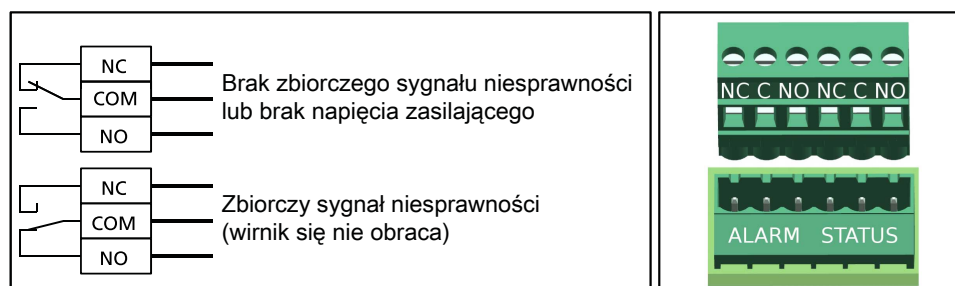 NC
COM
NO
Brak zbiorczego sygnału niesprawności
lub brak napięcia zasilającego
NC
COM
NO
Zbiorczy sygnał niesprawności
(wirnik się nie obraca)
NC C NO NC C NO
ALARM STATUS